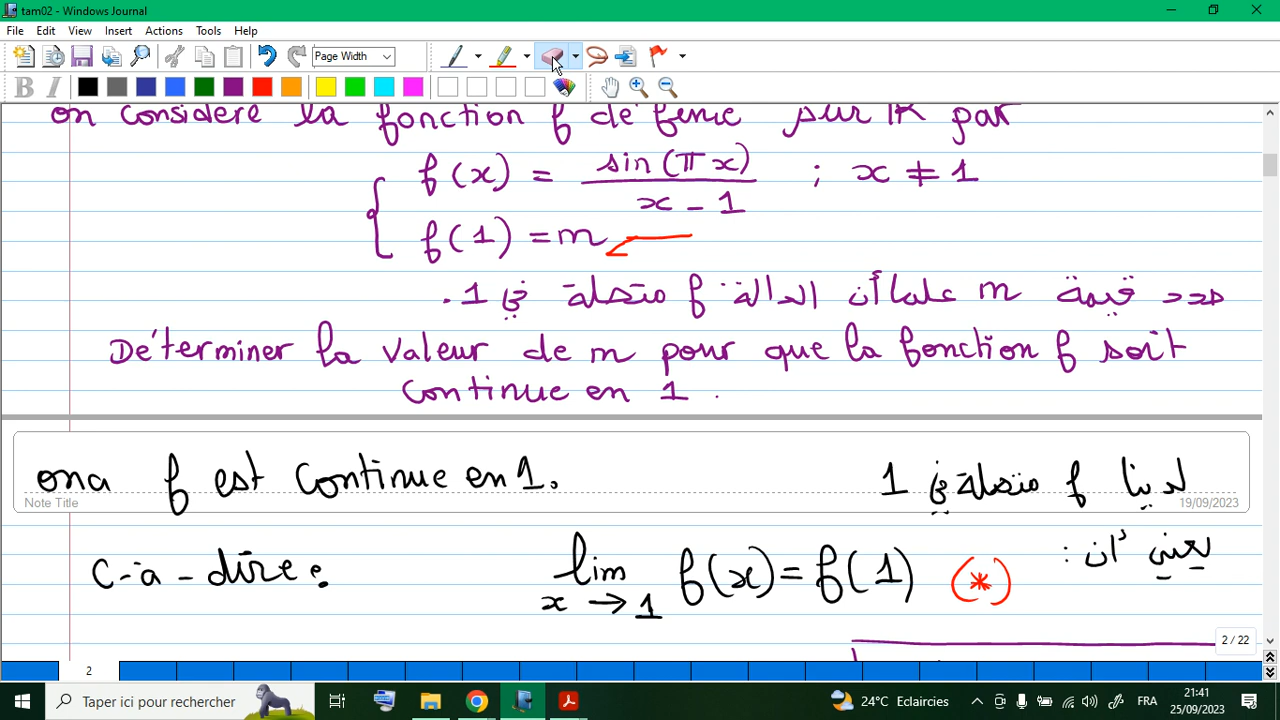 tam02 - Windows Journal
File Edit View Insert Actions Tools Help
Page Width
B I
on considère la fonction f définie sur IR par
f(x) = sin(πx) / x - 1 ; x ≠ 1
f(1) = m
حدد قيمة m علما أن الدالة f متصلة في 1.
Déterminer la valeur de m pour que la fonction f soit
continue en 1.
ona f est continue en 1.
لدينا f متصلة في 1
Note Title
19/09/2023
يعني أن :
c-à-dire :
lim x→1 f(x) = f(1) (*)
2 / 22
2
Taper ici pour rechercher
24°C Eclaircies
FRA
21:41
25/09/2023